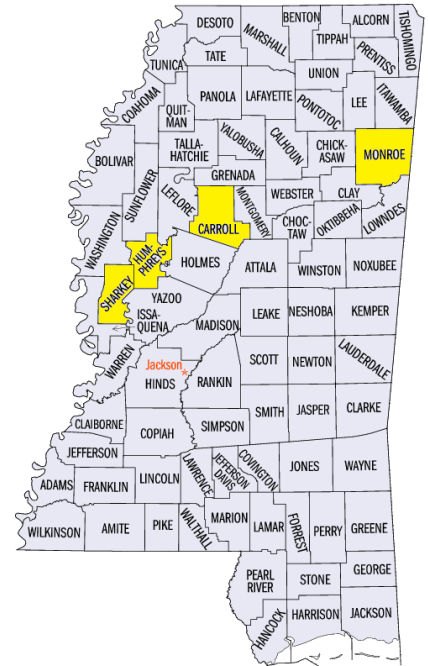 DESOTO
BENTON
ALCORN
TISHOMINGO
MARSHALL
TIPPAH
PRENTISS
TATE
TUNICA
UNION
ITAWAMBA
COAHOMA
PANOLA
LAFAYETTE
PONTOTOC
LEE
QUIT-
MAN
YALOBUSHA
CALHOUN
CHICK-
ASAW
MONROE
TALLA-
HATCHIE
BOLIVAR
SUNFLOWER
GRENADA
LEFLORE
MONTGOMERY
WEBSTER
CLAY
OKTIBBEHA
LOWNDES
WASHINGTON
CARROLL
CHOC-
TAW
HUM-
PHREYS
HOLMES
ATTALA
WINSTON
NOXUBEE
SHARKEY
YAZOO
ISSA-
QUENA
MADISON
LEAKE
NESHOBA
KEMPER
WARREN
Jackson
*
HINDS
RANKIN
SCOTT
NEWTON
LAUDERDALE
CLAIBORNE
COPIAH
SIMPSON
SMITH
JASPER
CLARKE
JEFFERSON
ADAMS
FRANKLIN
LINCOLN
LAWRENCE
JEFFERSON
DAVIS
COVINGTON
JONES
WAYNE
WILKINSON
AMITE
PIKE
WALTHALL
MARION
LAMAR
FORREST
PERRY
GREENE
PEARL
RIVER
STONE
GEORGE
HANCOCK
HARRISON
JACKSON